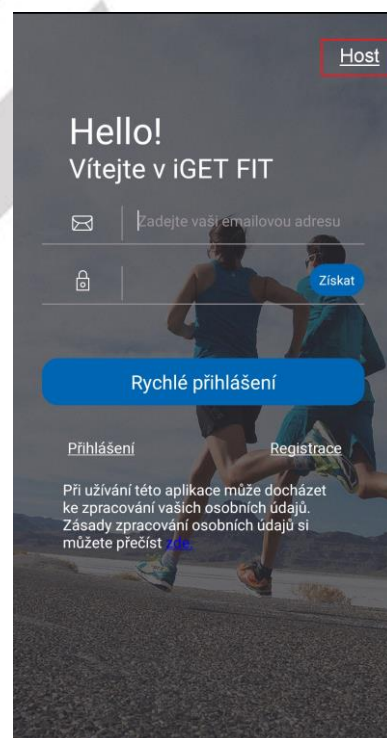 Host
Hello!
Vítejte v iGET FIT
Zadejte vaší emailovou adresu
Získat
Rychlé přihlášení
Přihlášení
Registrace
Při užívání této aplikace může docházet
ke zpracování vašich osobních údajů.
Zásady zpracování osobních údajů si
můžete přečíst zde.